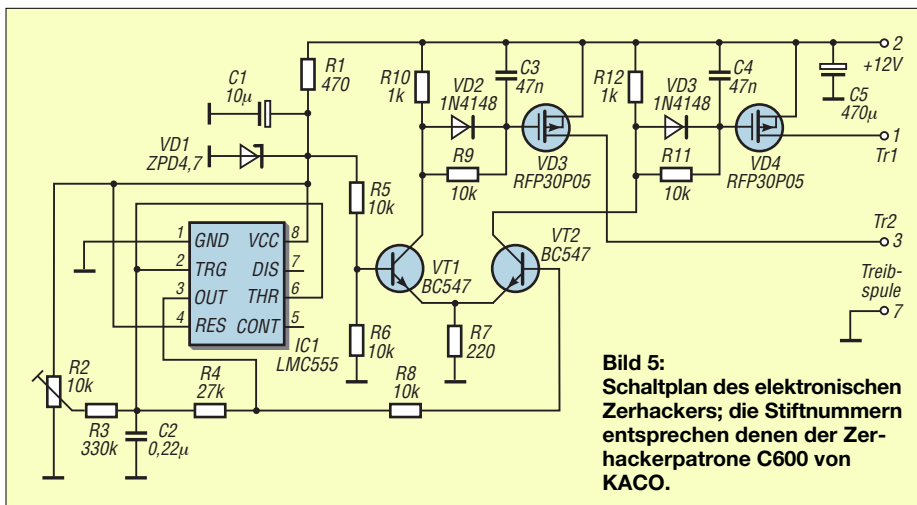 R1
470
C1
10µ
VD1
ZPD4,7
R10
1k
VD2
1N4148
C3
47n
R9
10k
VD3
RFP30P05
R12
1k
VD3
1N4148
C4
47n
R11
10k
VD4
RFP30P05
2
+12V
C5
470µ
1
Tr1
Tr2
3
Treib-
spule
7
R5
10k
R6
10k
VT1
BC547
VT2
BC547
R7
220
1 GND VCC 8
2 TRG DIS 7
3 OUT THR 6
4 RES CONT 5
IC1
LMC555
R2
10k
R3
330k
R4
27k
C2
0,22µ
R8
10k
Bild 5:
Schaltplan des elektronischen
Zerhackers; die Stiftnummern
entsprechen denen der Zer-
hackerpatrone C600 von
KACO.